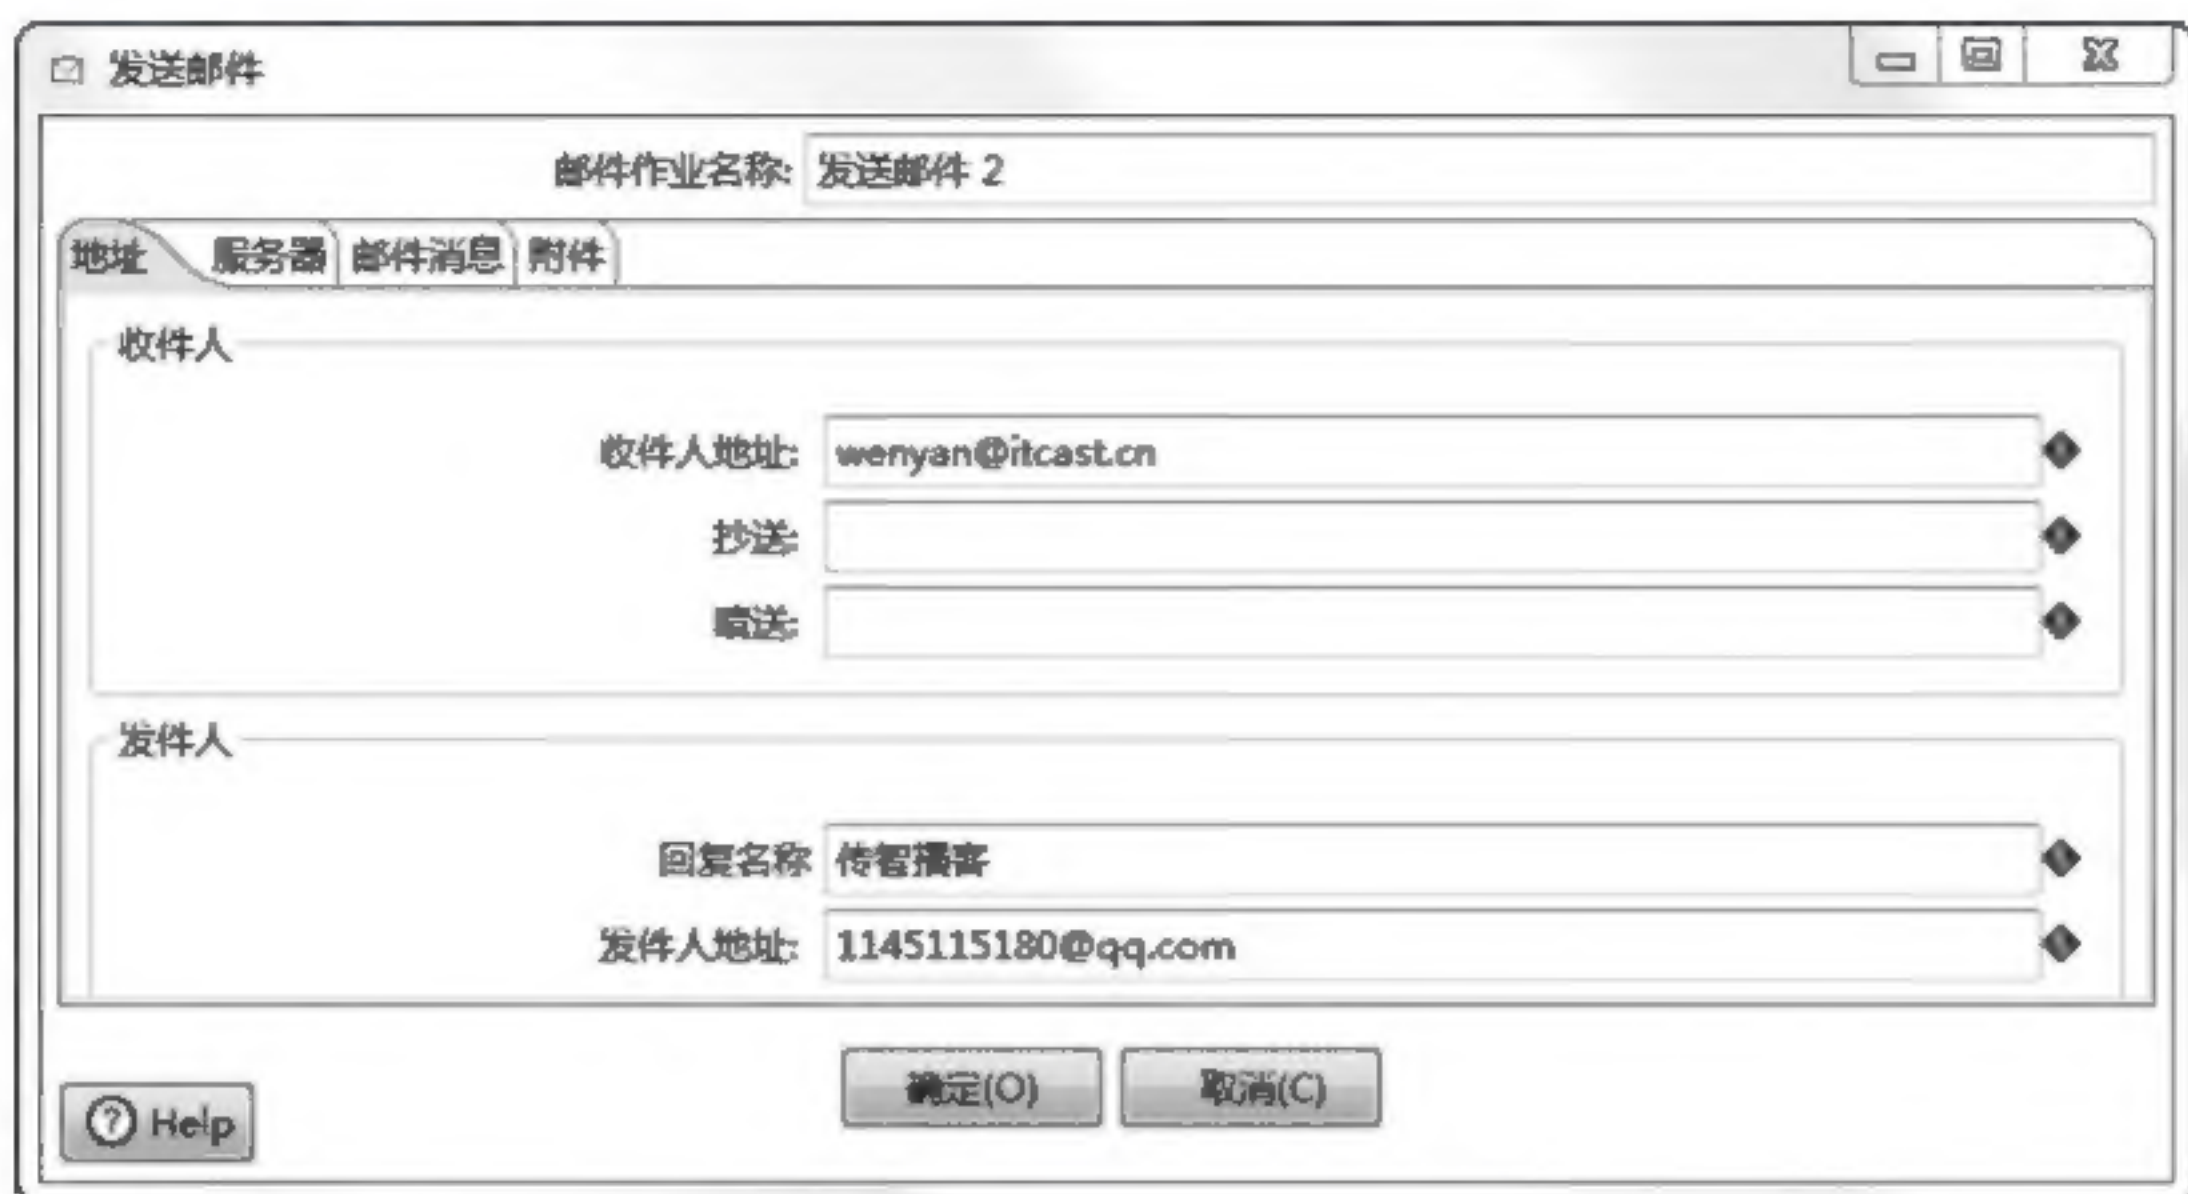 发送邮件
邮件作业名称: 发送邮件 2
地址 服务器 邮件消息 附件
收件人
收件人地址: wenyan@itcast.cn
抄送:
暗送:
发件人
回复名称 传智播客
发件人地址: 1145115180@qq.com
确定(O) 取消(C)
Help